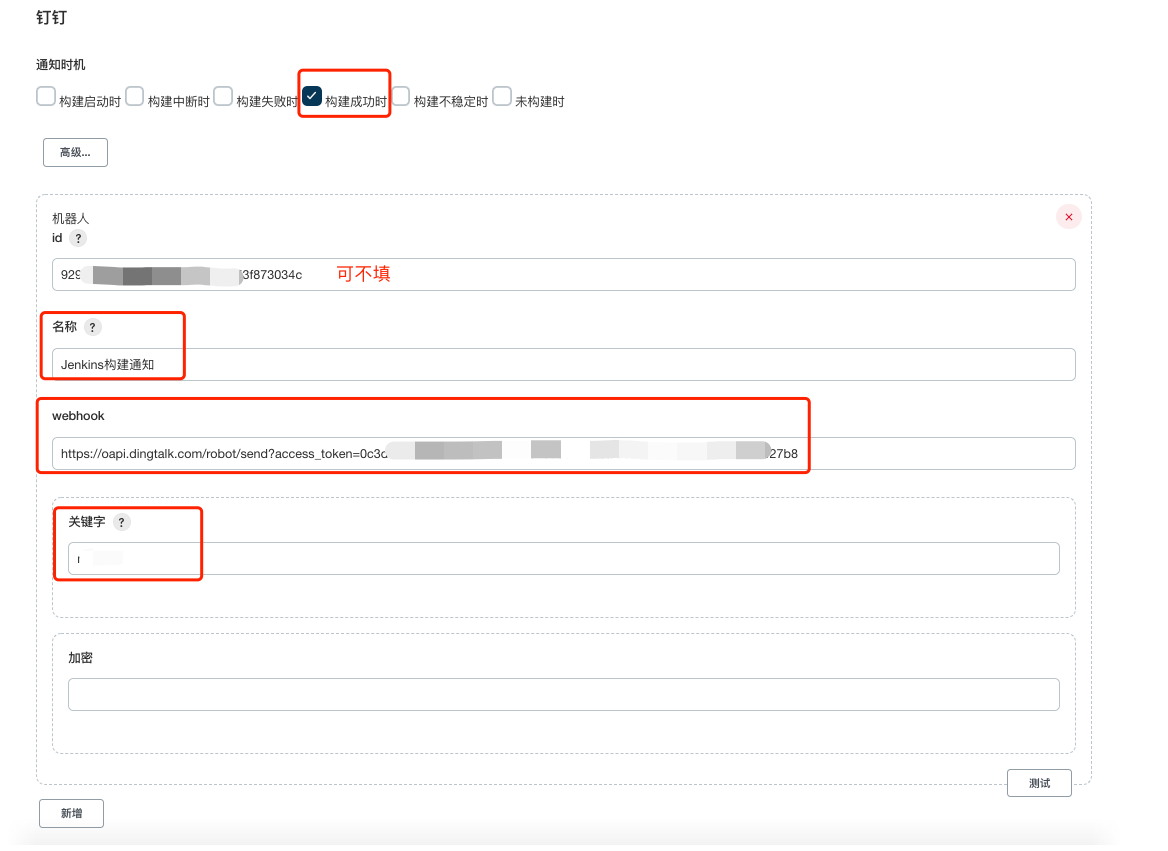 钉钉
通知时机
构建启动时 构建中断时 构建失败时 构建成功时 构建不稳定时 未构建时
高级...
机器人
id ?
929 3f873034c 可不填
名称 ?
Jenkins构建通知
webhook
https://oapi.dingtalk.com/robot/send?access_token=0c3d 27b8
关键字 ?
加密
测试
新增